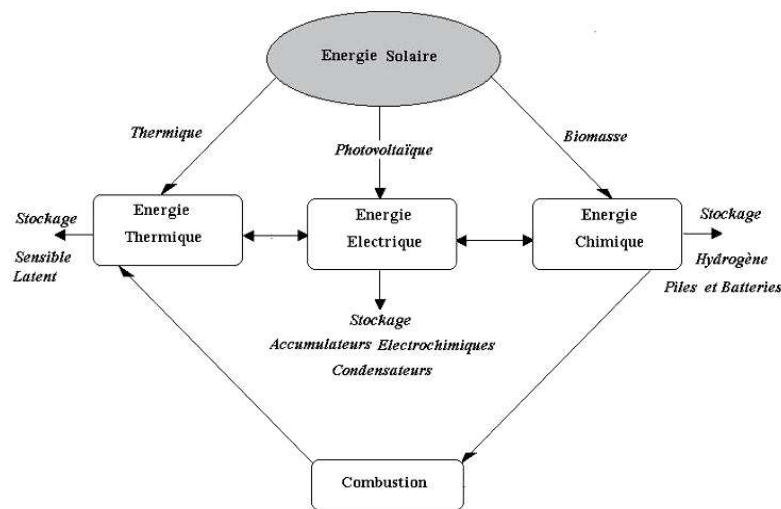 Energie Solaire
Thermique
Photovoltaïque
Biomasse
Energie
Thermique
Energie
Electrique
Energie
Chimique
Stockage
Sensible
Latent
Stockage
Accumulateurs Electrochimiques
Condensateurs
Stockage
Hydrogène
Piles et Batteries
Combustion